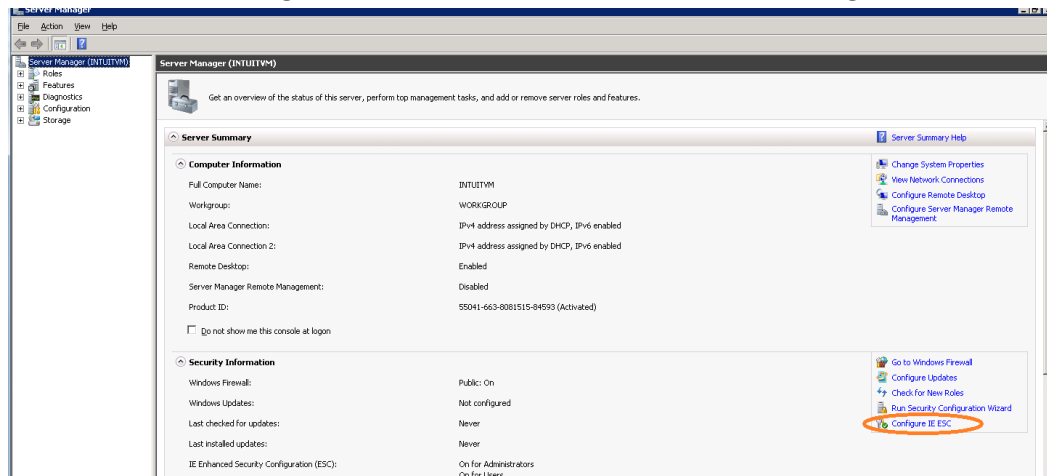 Server Manager
File Action View Help
Server Manager (INTUITVM)
Roles
Features
Diagnostics
Configuration
Storage
Server Manager (INTUITVM)
Get an overview of the status of this server, perform top management tasks, and add or remove server roles and features.
Server Summary
Server Summary Help
Computer Information
Full Computer Name: INTUITVM
Workgroup: WORKGROUP
Local Area Connection: IPv4 address assigned by DHCP, IPv6 enabled
Local Area Connection 2: IPv4 address assigned by DHCP, IPv6 enabled
Remote Desktop: Enabled
Server Manager Remote Management: Disabled
Product ID: 55041-663-8081515-84593 (Activated)
Do not show me this console at logon
Change System Properties
View Network Connections
Configure Remote Desktop
Configure Server Manager Remote
Management
Security Information
Windows Firewall: Public: On
Windows Updates: Not configured
Last checked for updates: Never
Last installed updates: Never
IE Enhanced Security Configuration (ESC): On for Administrators
On for Users
Go to Windows Firewall
Configure Updates
Check for New Roles
Run Security Configuration Wizard
Configure IE ESC